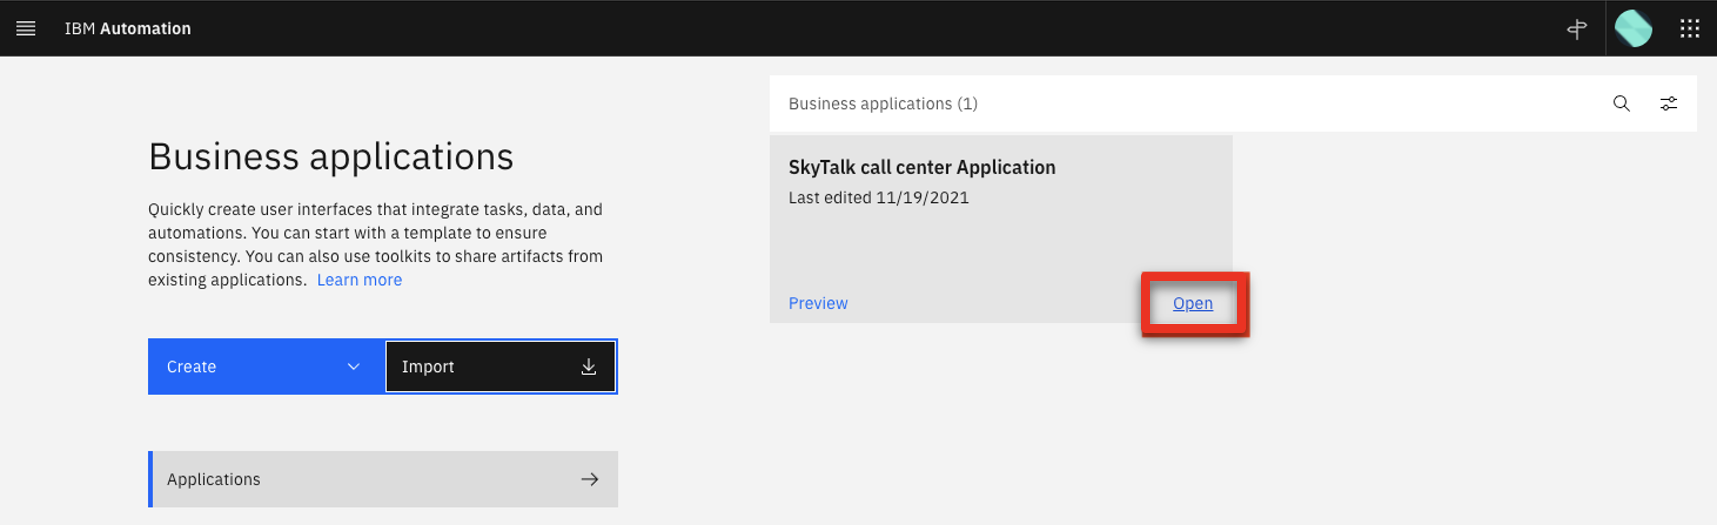 IBM Automation
Business applications
Quickly create user interfaces that integrate tasks, data, and
automations. You can start with a template to ensure
consistency. You can also use toolkits to share artifacts from
existing applications. Learn more
Create
Import
Applications
Business applications (1)
SkyTalk call center Application
Last edited 11/19/2021
Preview
Open